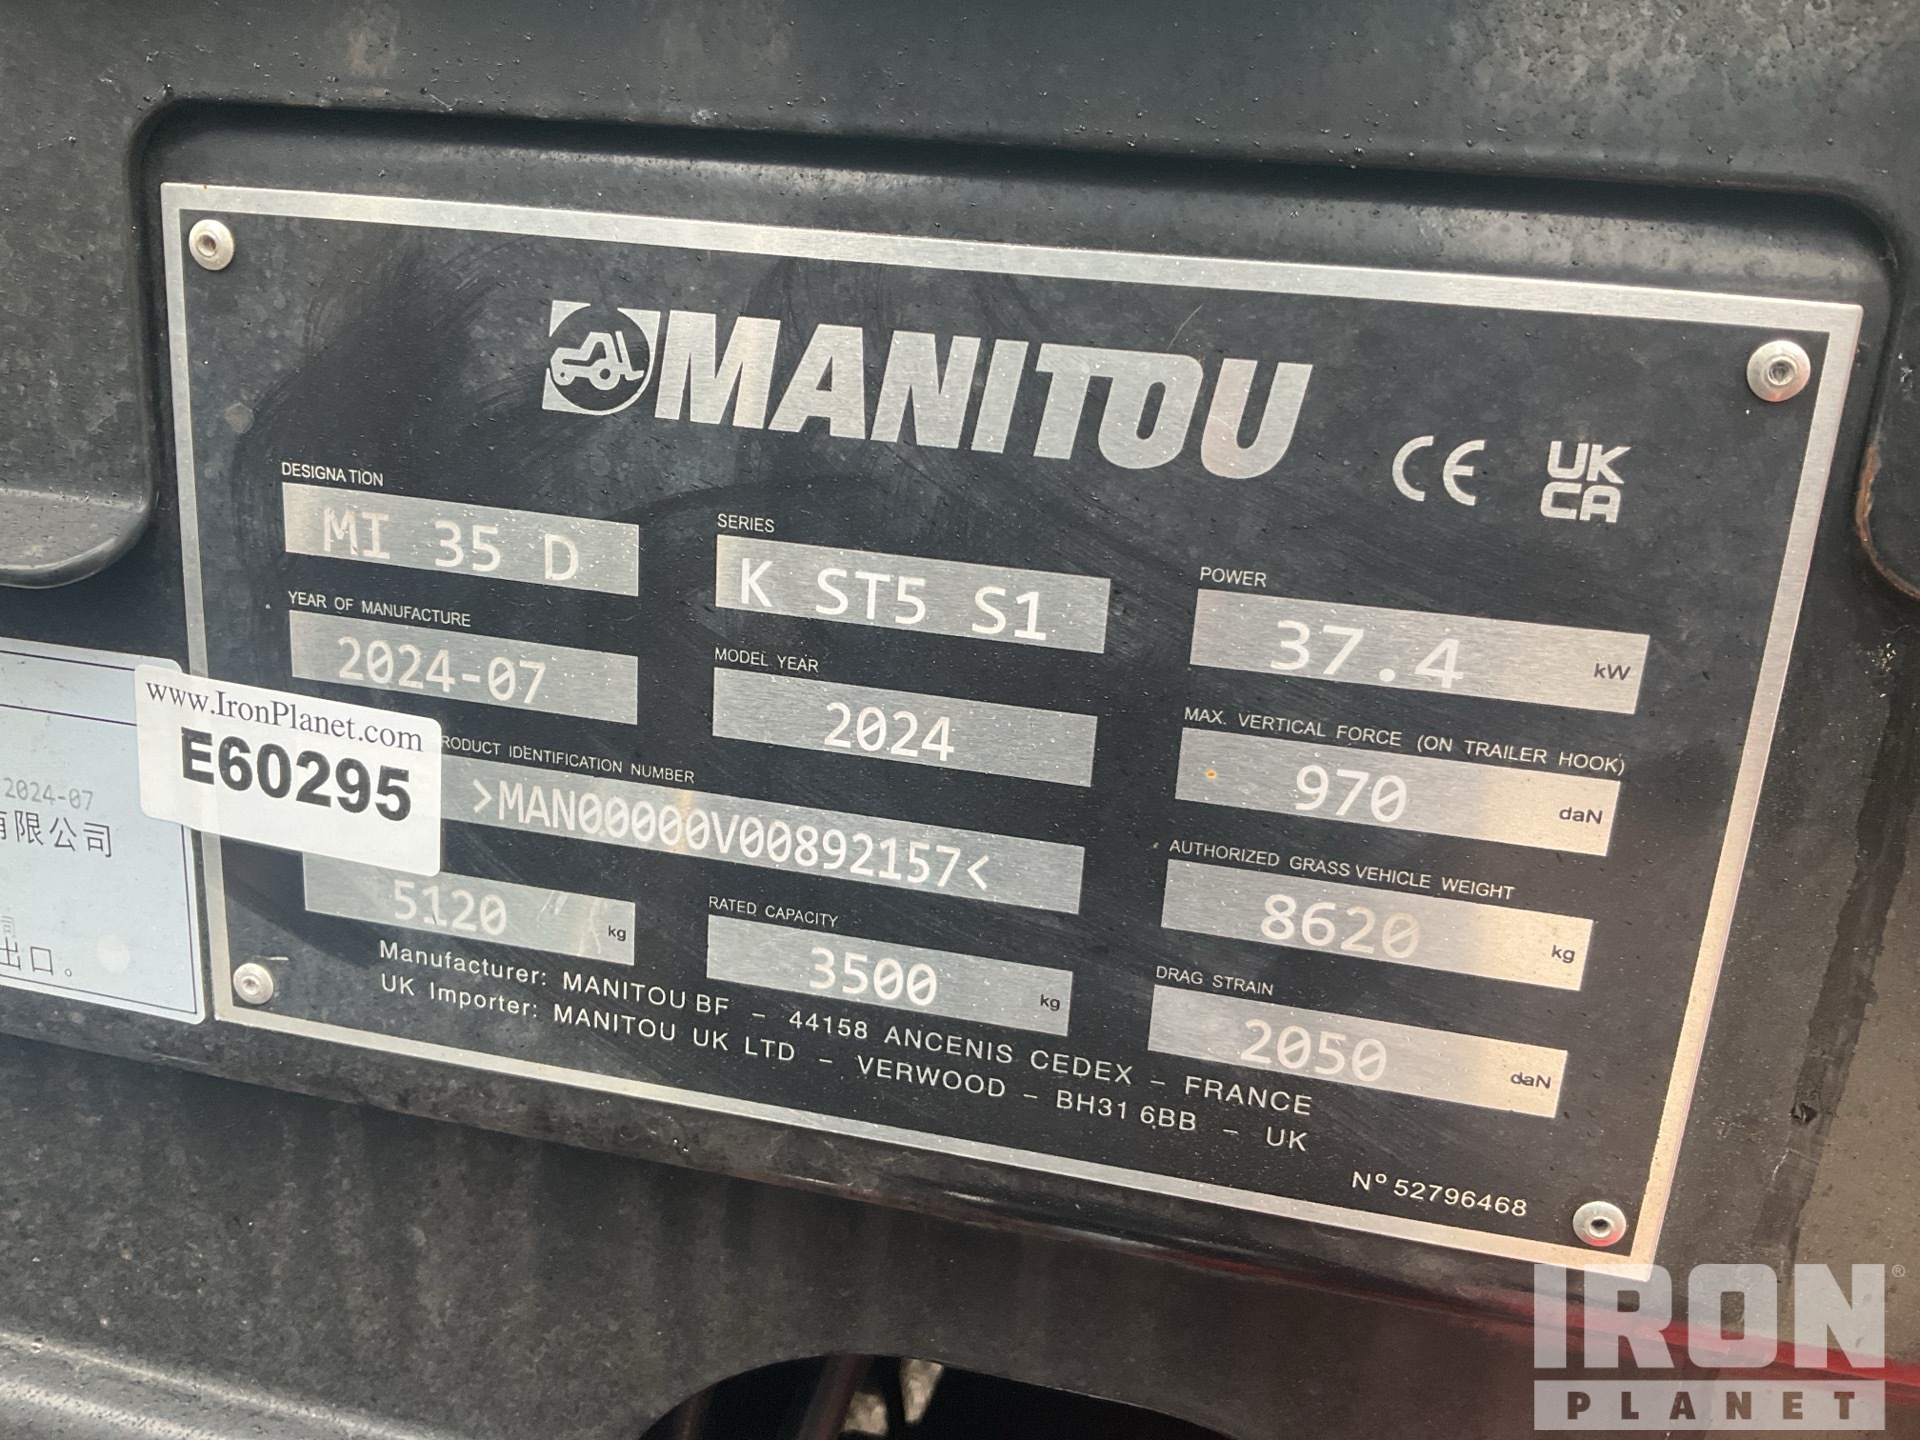 MANITOU
CE UK CA
DESIGNATION
MI 35 D
SERIES
K ST5 S1
POWER
37.4 kW
YEAR OF MANUFACTURE
2024-07
MODEL YEAR
2024
MAX. VERTICAL FORCE (ON TRAILER HOOK)
970 daN
www.IronPlanet.com
E60295
RODUCT IDENTIFICATION NUMBER
>MAN00000V00892157<
AUTHORIZED GRASS VEHICLE WEIGHT
8620 kg
5120 kg
RATED CAPACITY
3500 kg
DRAG STRAIN
2050 daN
Manufacturer: MANITOU BF - 44158 ANCENIS CEDEX - FRANCE
UK Importer: MANITOU UK LTD - VERWOOD - BH31 6BB - UK
Nº 52796468
2024-07
有限公司
司
出口。
IRON ®
PLANET